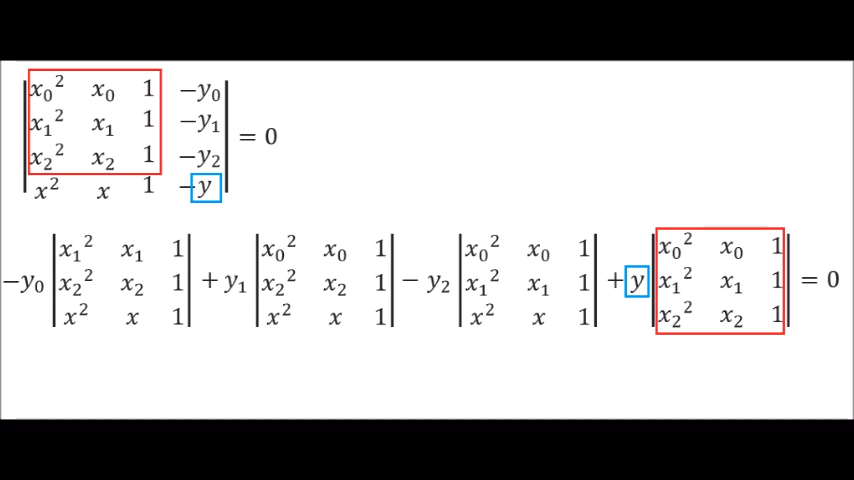 |x₀² x₀ 1 −y₀|
|x₁² x₁ 1 −y₁| = 0
|x₂² x₂ 1 −y₂|
|x² x 1 −y|
|x₁² x₁ 1| |x₀² x₀ 1| |x₀² x₀ 1| |x₀² x₀ 1|
−y₀ |x₂² x₂ 1| + y₁ |x₂² x₂ 1| − y₂ |x₁² x₁ 1| + y |x₁² x₁ 1| = 0
|x² x 1| |x² x 1| |x² x 1| |x₂² x₂ 1|